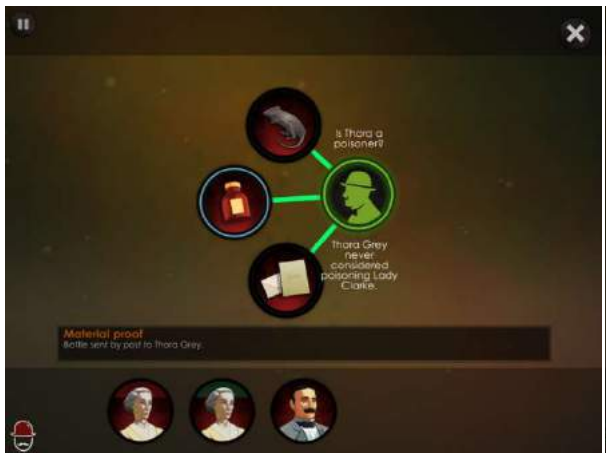 Is Thora a
poisoner?
Thora Grey
never
considered
poisoning Lady
Clarke.
Material proof
Bottle sent by post to Thora Grey.